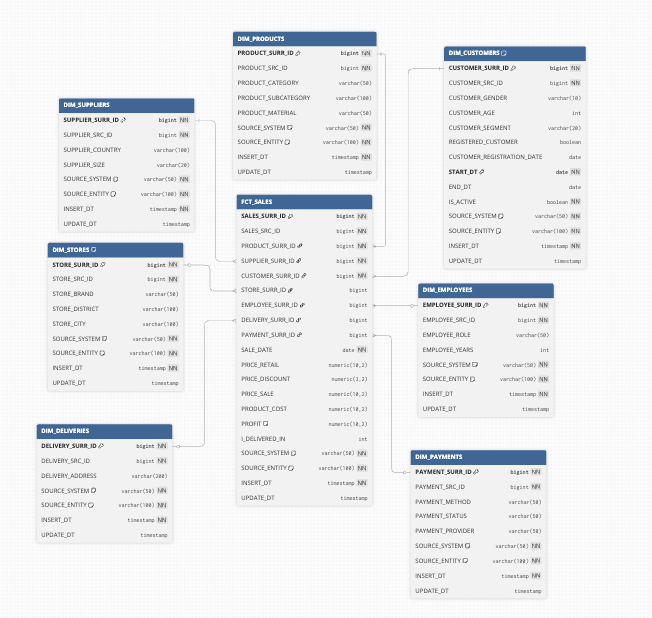 DIM_PRODUCTS
PRODUCT_SURR_ID bigint NN
PRODUCT_SRC_ID bigint NN
PRODUCT_CATEGORY varchar(50)
PRODUCT_SUBCATEGORY varchar(100)
PRODUCT_MATERIAL varchar(50)
SOURCE_SYSTEM varchar(50) NN
SOURCE_ENTITY varchar(100) NN
INSERT_DT timestamp NN
UPDATE_DT timestamp
DIM_CUSTOMERS
CUSTOMER_SURR_ID bigint NN
CUSTOMER_SRC_ID bigint NN
CUSTOMER_GENDER varchar(10)
CUSTOMER_AGE int
CUSTOMER_SEGMENT varchar(20)
REGISTERED_CUSTOMER boolean
CUSTOMER_REGISTRATION_DATE date
START_DT date NN
END_DT date
IS_ACTIVE boolean NN
SOURCE_SYSTEM varchar(50) NN
SOURCE_ENTITY varchar(100) NN
INSERT_DT timestamp NN
UPDATE_DT timestamp
DIM_SUPPLIERS
SUPPLIER_SURR_ID bigint NN
SUPPLIER_SRC_ID bigint NN
SUPPLIER_COUNTRY varchar(100)
SUPPLIER_SIZE varchar(20)
SOURCE_SYSTEM varchar(50) NN
SOURCE_ENTITY varchar(100) NN
INSERT_DT timestamp NN
UPDATE_DT timestamp
FCT_SALES
SALES_SURR_ID bigint NN
SALES_SRC_ID bigint NN
PRODUCT_SURR_ID bigint NN
SUPPLIER_SURR_ID bigint NN
CUSTOMER_SURR_ID bigint NN
STORE_SURR_ID bigint
EMPLOYEE_SURR_ID bigint
DELIVERY_SURR_ID bigint
PAYMENT_SURR_ID bigint
SALE_DATE date NN
PRICE_RETAIL numeric(10,2)
PRICE_DISCOUNT numeric(3,2)
PRICE_SALE numeric(10,2)
PRODUCT_COST numeric(10,2)
PROFIT numeric(10,2)
I_DELIVERED_IN int
SOURCE_SYSTEM varchar(50) NN
SOURCE_ENTITY varchar(100) NN
INSERT_DT timestamp NN
UPDATE_DT timestamp
DIM_STORES
STORE_SURR_ID bigint NN
STORE_SRC_ID bigint NN
STORE_BRAND varchar(50)
STORE_DISTRICT varchar(100)
STORE_CITY varchar(100)
SOURCE_SYSTEM varchar(50) NN
SOURCE_ENTITY varchar(100) NN
INSERT_DT timestamp NN
UPDATE_DT timestamp
DIM_EMPLOYEES
EMPLOYEE_SURR_ID bigint NN
EMPLOYEE_SRC_ID bigint NN
EMPLOYEE_ROLE varchar(50)
EMPLOYEE_YEARS int
SOURCE_SYSTEM varchar(50) NN
SOURCE_ENTITY varchar(100) NN
INSERT_DT timestamp NN
UPDATE_DT timestamp
DIM_DELIVERIES
DELIVERY_SURR_ID bigint NN
DELIVERY_SRC_ID bigint NN
DELIVERY_ADDRESS varchar(300)
SOURCE_SYSTEM varchar(50) NN
SOURCE_ENTITY varchar(100) NN
INSERT_DT timestamp NN
UPDATE_DT timestamp
DIM_PAYMENTS
PAYMENT_SURR_ID bigint NN
PAYMENT_SRC_ID bigint NN
PAYMENT_METHOD varchar(50)
PAYMENT_STATUS varchar(50)
PAYMENT_PROVIDER varchar(50)
SOURCE_SYSTEM varchar(50) NN
SOURCE_ENTITY varchar(100) NN
INSERT_DT timestamp NN
UPDATE_DT timestamp